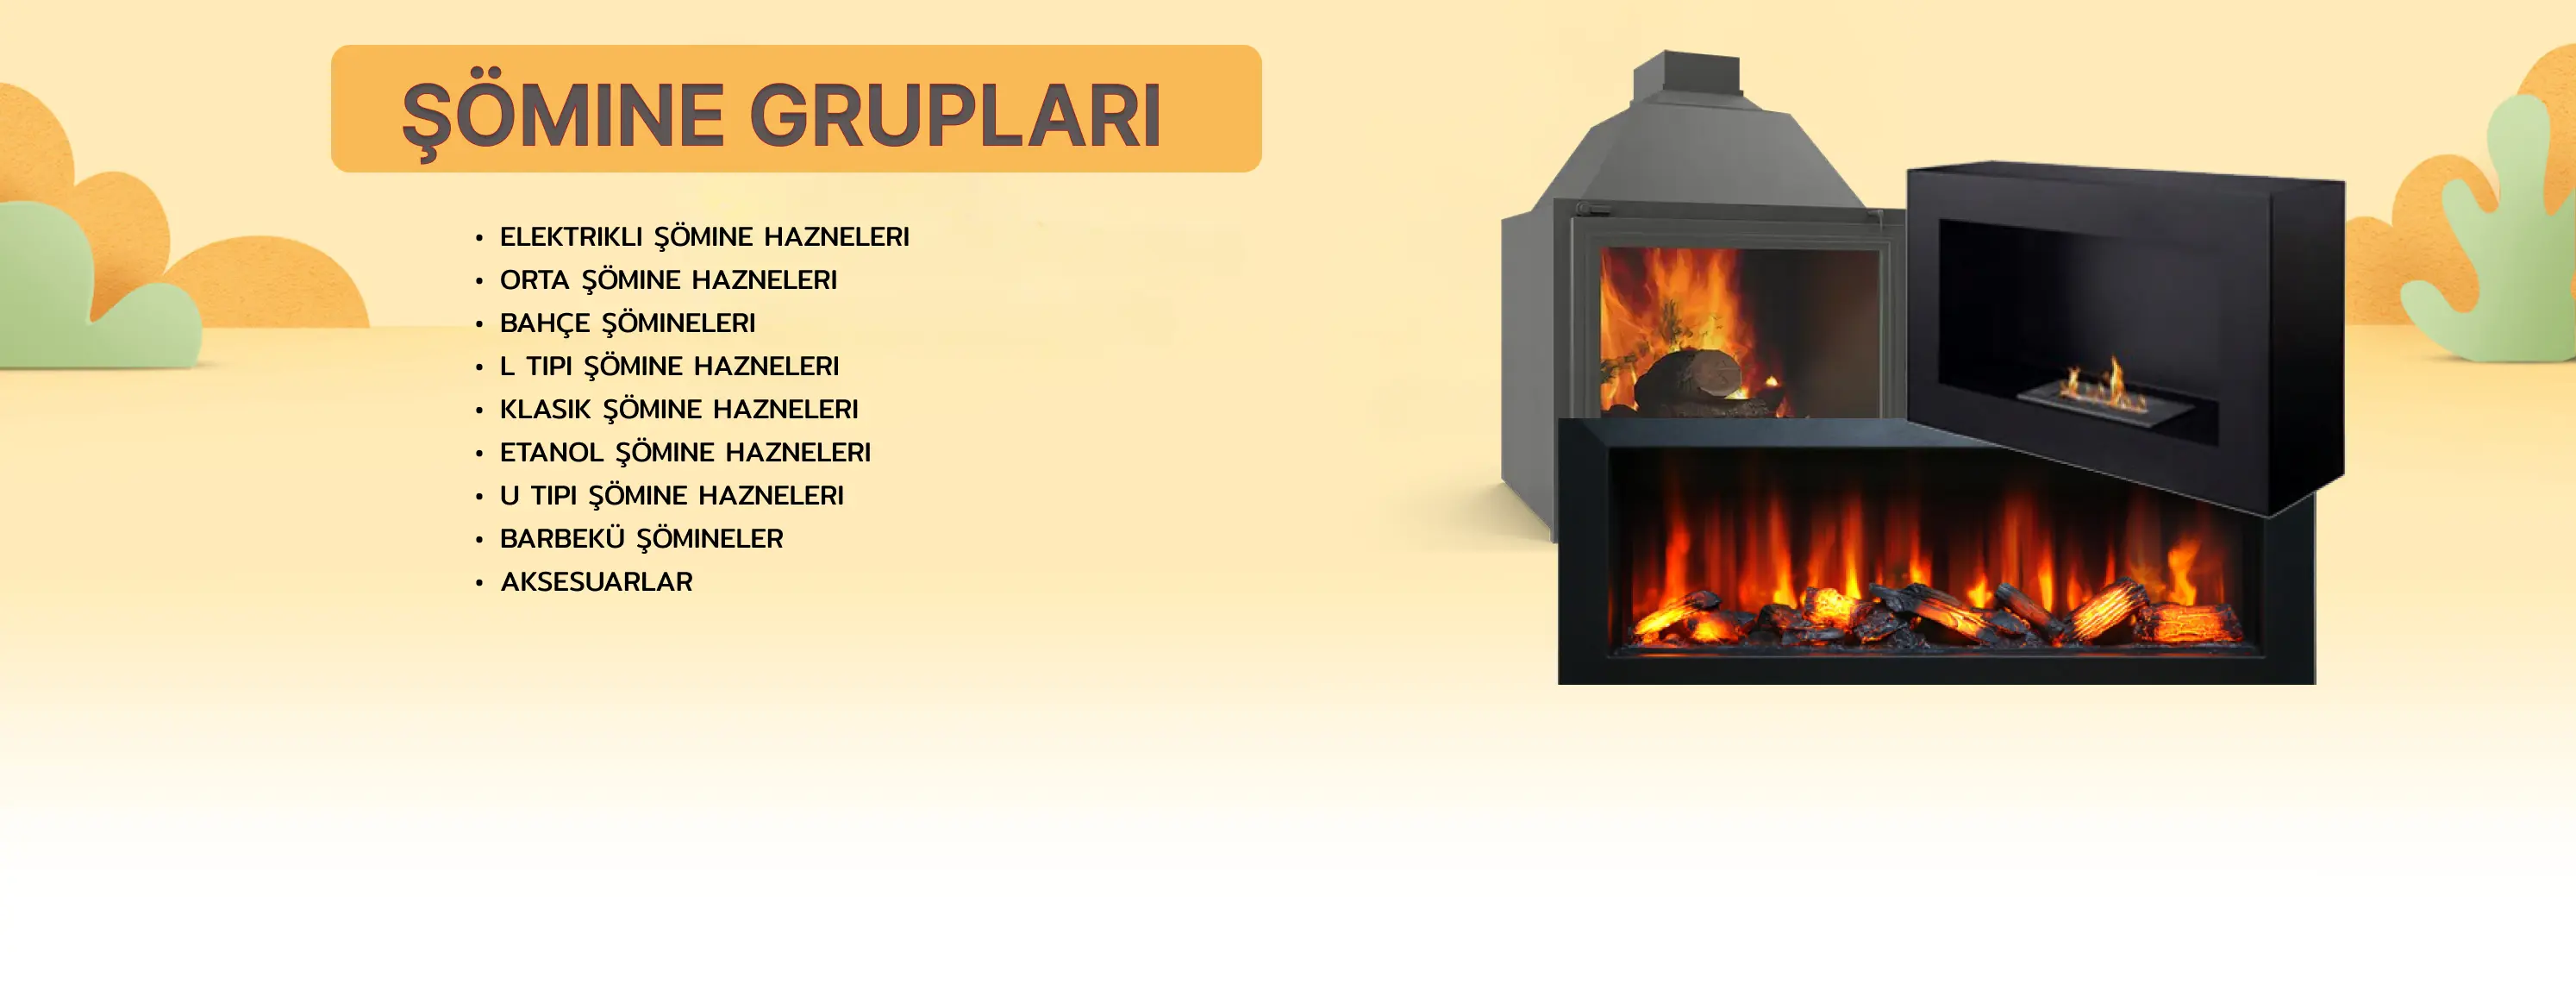 ŞÖMINE GRUPLARI
• ELEKTRIKLI ŞÖMINE HAZNELERI
• ORTA ŞÖMINE HAZNELERI
• BAHÇE ŞÖMINELERI
• L TIPI ŞÖMINE HAZNELERI
• KLASIK ŞÖMINE HAZNELERI
• ETANOL ŞÖMINE HAZNELERI
• U TIPI ŞÖMINE HAZNELERI
• BARBEKÜ ŞÖMINELER
• AKSESUARLAR